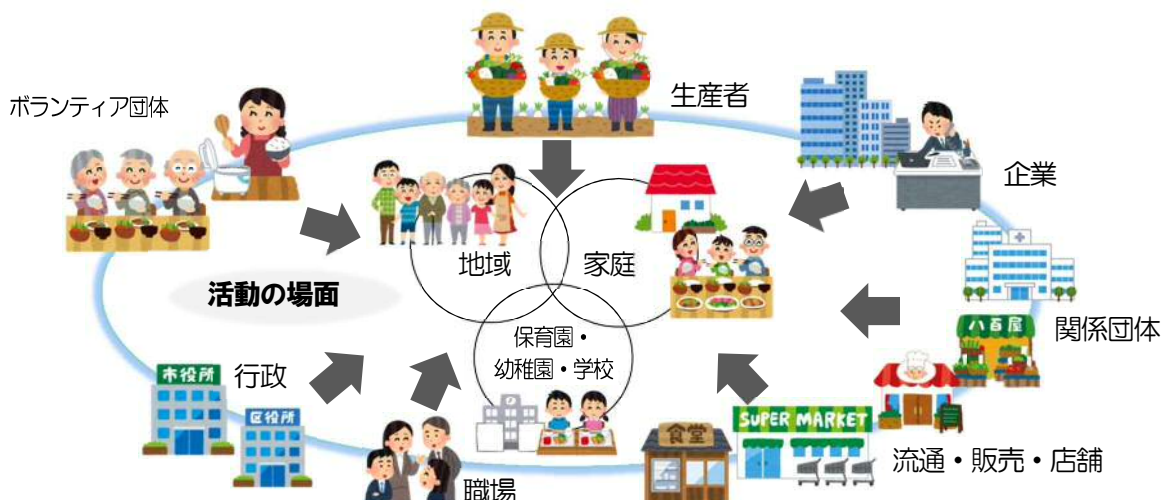 生産者
ボランティア団体
企業
地域
家庭
活動の場面
関係団体
八百屋
保育園・
幼稚園・学校
行政
市役所
区役所
SUPER MARKET
食堂
流通・販売・店舗
職場